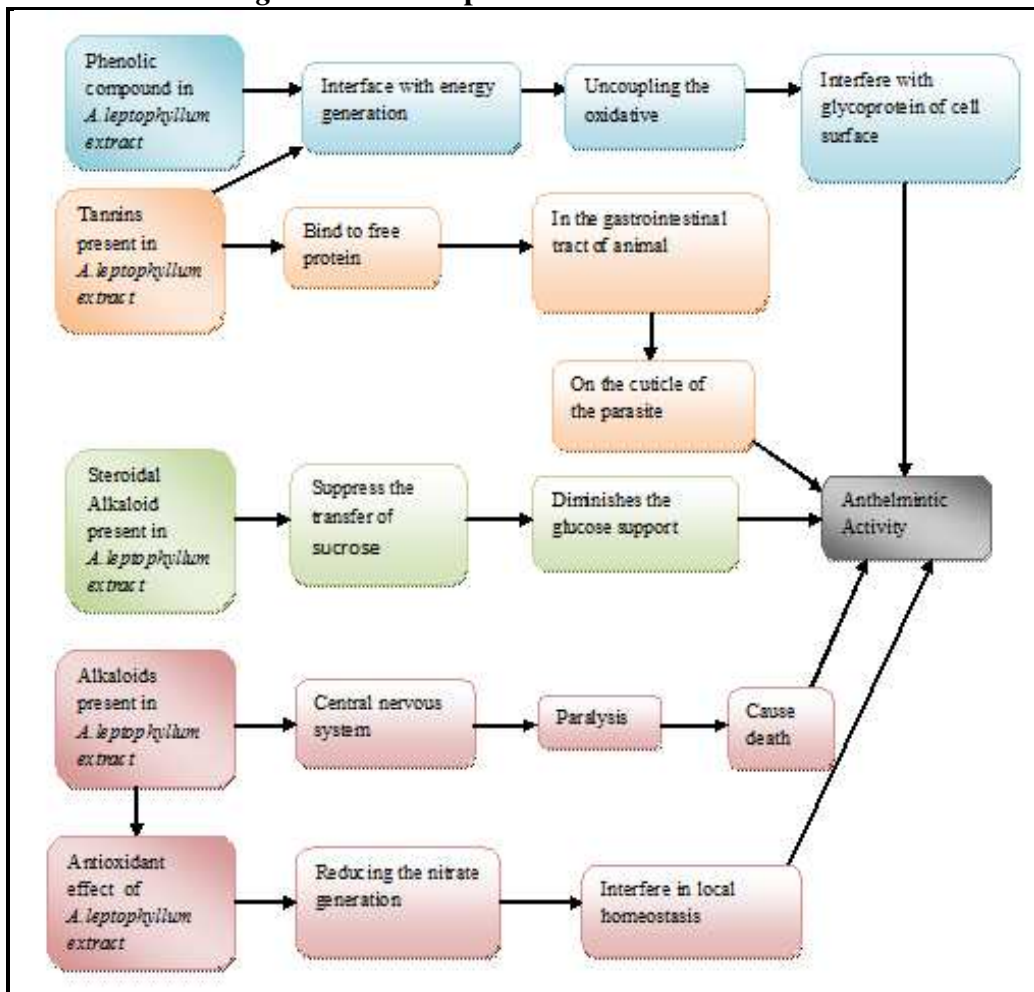 Phenolic
compound in
A. leptophyllum
extract
Interface with energy
generation
Uncoupling the
oxidative
Interfere with
glycoprotein of cell
surface
Tannins
present in
A. leptophyllum
extract
Bind to free
protein
In the gastrointestinal
tract of animal
On the cuticle of
the parasite
Steroidal
Alkaloid
present in
A. leptophyllum
extract
Suppress the
transfer of
sucrose
Diminishes the
glucose support
Anthelmintic
Activity
Alkaloids
present in
A. leptophyllum
extract
Central nervous
system
Paralysis
Cause
death
Antioxidant
effect of
A. leptophyllum
extract
Reducing the nitrate
generation
Interfere in local
homeostasis